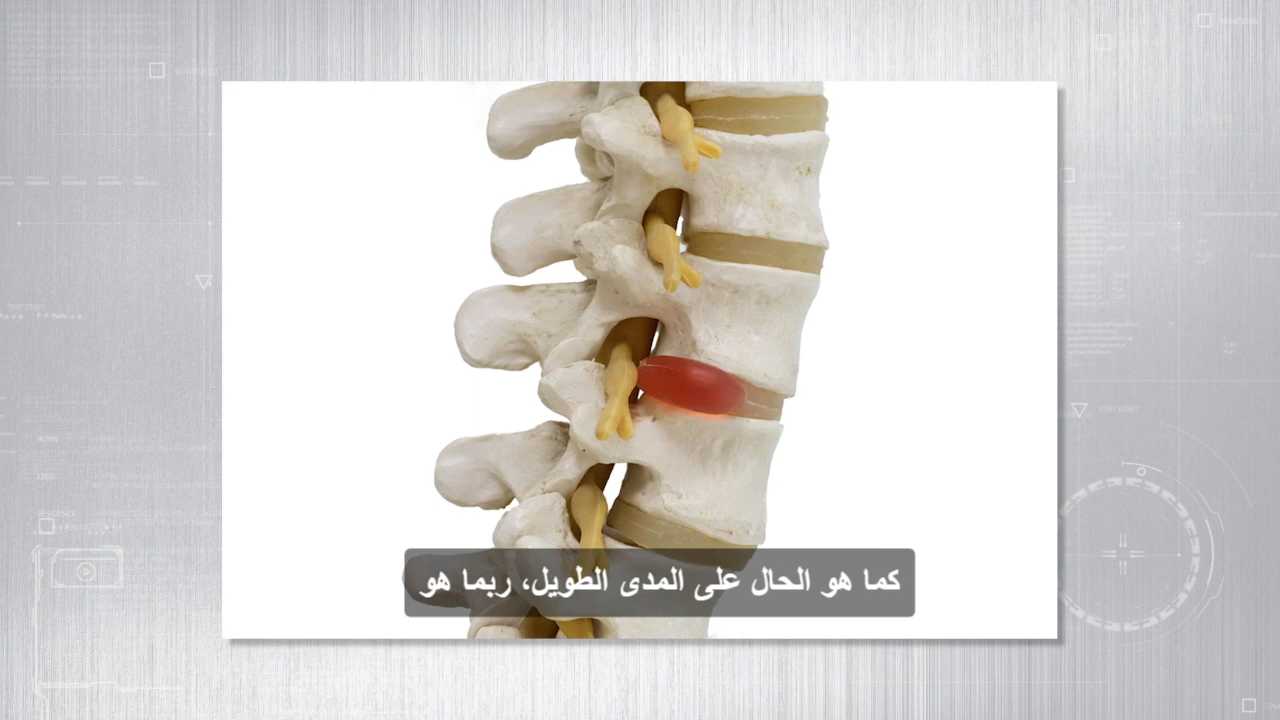 كما هو الحال على المدى الطويل، ربما هو